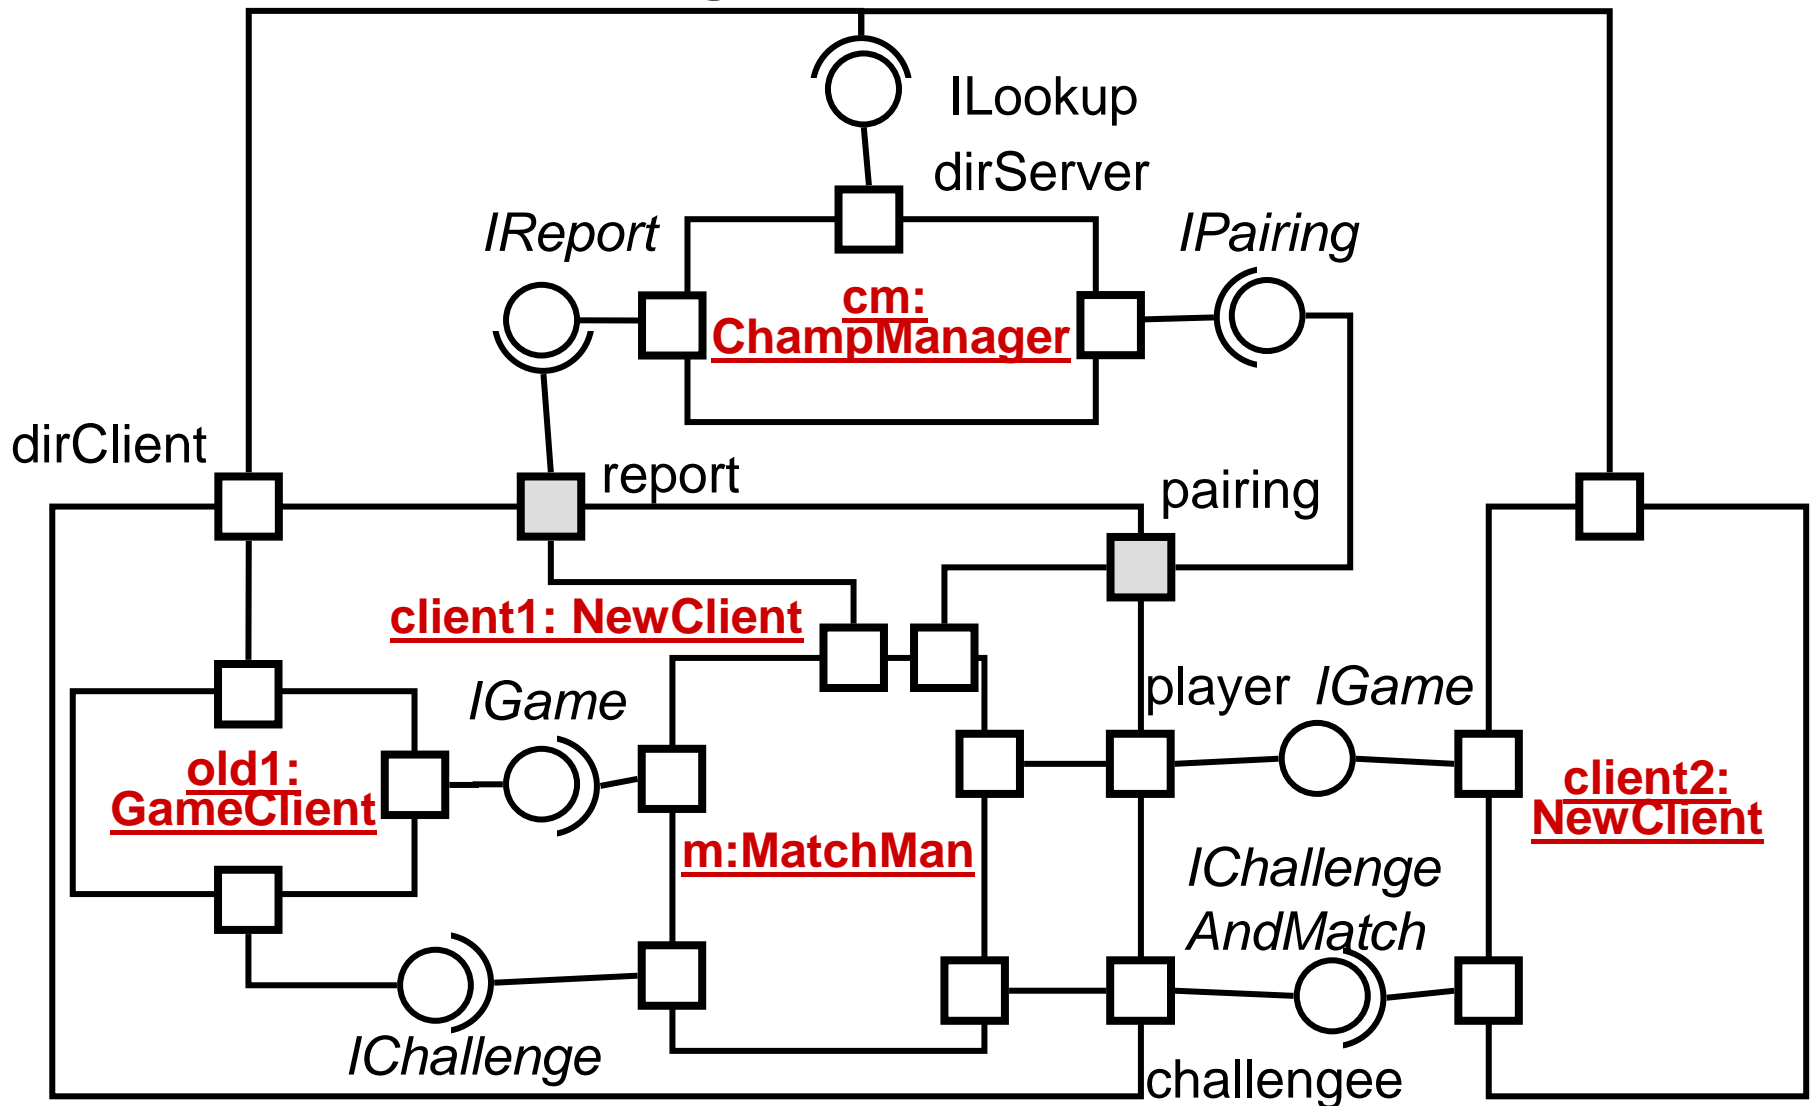 ILookup
dirServer
IReport
IPairing
cm:
ChampManager
dirClient
report
pairing
client1: NewClient
player IGame
IGame
old1:
GameClient
client2:
NewClient
m:MatchMan
IChallenge
AndMatch
IChallenge
challengee